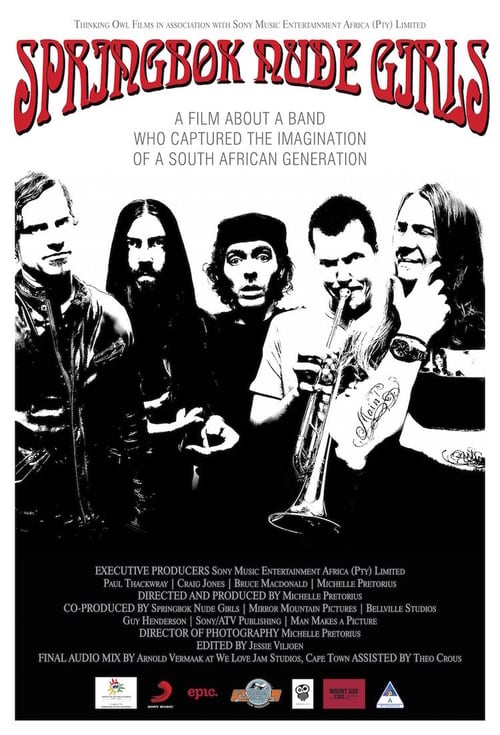 Thinking Owl Films in association with Sony Music Entertainment Africa (Pty) Limited
SPRINGBOK NUDE GIRLS
A FILM ABOUT A BAND
WHO CAPTURED THE IMAGINATION
OF A SOUTH AFRICAN GENERATION
EXECUTIVE PRODUCERS Sony Music Entertainment Africa (Pty) Limited
Paul Thackwray | Craig Jones | Bruce Macdonald | Michelle Pretorius
DIRECTED AND PRODUCED BY Michelle Pretorius
CO-PRODUCED BY Springbok Nude Girls | Mirror Mountain Pictures | Bellville Studios
Guy Henderson | Sony/ATV Publishing | Man Makes a Picture
DIRECTOR OF PHOTOGRAPHY Michelle Pretorius
EDITED BY Jessie Viljoen
FINAL AUDIO MIX BY Arnold Vermaak at We Love Jam Studios, Cape Town ASSISTED BY Theo Crous
SONY MUSIC
epic.
MOUNT GAY